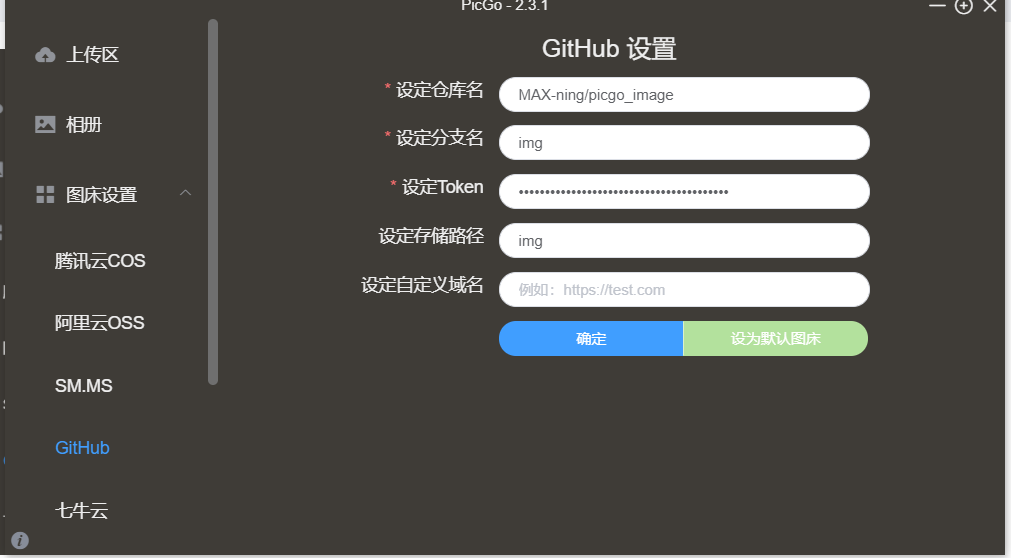 PicGo - 2.3.1
上传区
相册
图床设置
腾讯云COS
阿里云OSS
SM.MS
GitHub
七牛云
GitHub 设置
* 设定仓库名
MAX-ning/picgo_image
* 设定分支名
img
* 设定Token
••••••••••••••••••••••••••••••••••••••••
设定存储路径
img
设定自定义域名
例如：https://test.com
确定
设为默认图床